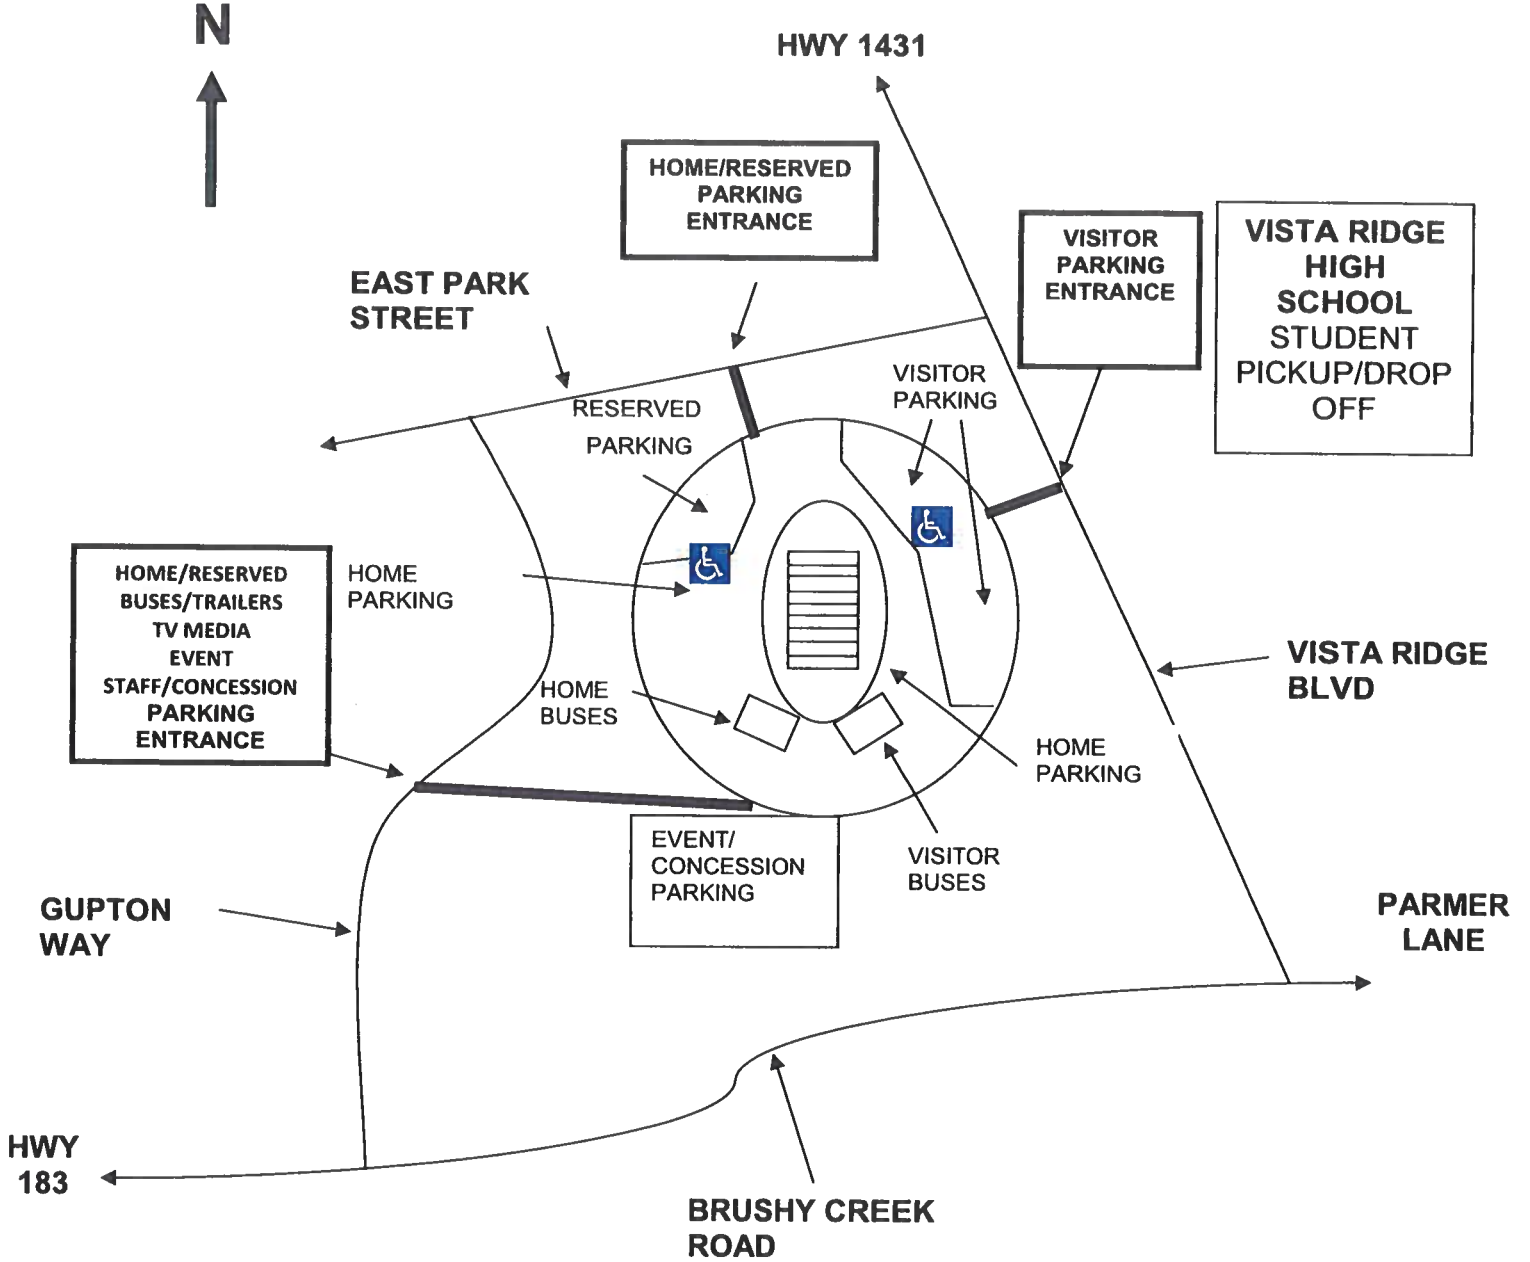 N
HWY 1431
HOME/RESERVED
PARKING
ENTRANCE
VISITOR
PARKING
ENTRANCE
VISTA RIDGE
HIGH
SCHOOL
STUDENT
PICKUP/DROP
OFF
EAST PARK
STREET
VISITOR
PARKING
RESERVED
PARKING
HOME/RESERVED
BUSES/TRAILERS
TV MEDIA
EVENT
STAFF/CONCESSION
PARKING
ENTRANCE
HOME
PARKING
HOME
BUSES
VISTA RIDGE
BLVD
HOME
PARKING
EVENT/
CONCESSION
PARKING
VISITOR
BUSES
GUPTON
WAY
PARMER
LANE
HWY
183
BRUSHY CREEK
ROAD